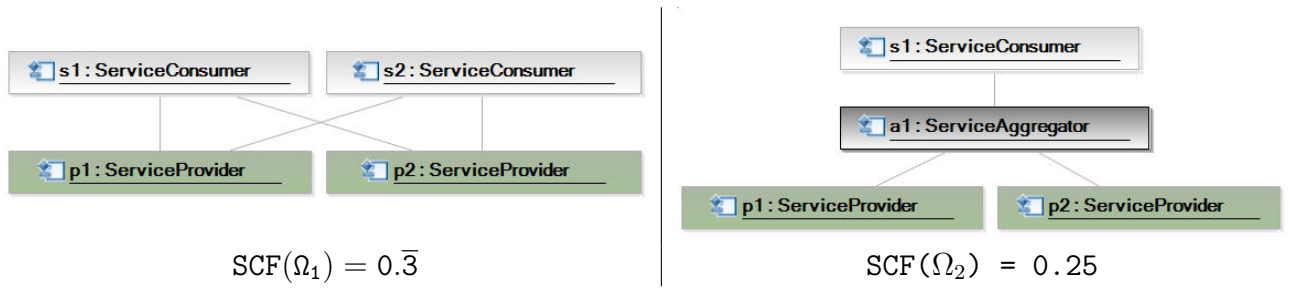 s1 : ServiceConsumer
s2 : ServiceConsumer
p1 : ServiceProvider
p2 : ServiceProvider
SCF(Ω₁) = 0.3̅
s1 : ServiceConsumer
a1 : ServiceAggregator
p1 : ServiceProvider
p2 : ServiceProvider
SCF(Ω₂) = 0.25